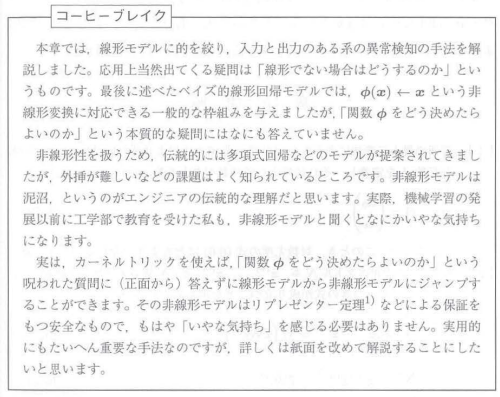 コーヒーブレイク
本章では，線形モデルに的を絞り，入力と出力のある系の異常検知の手法を解
説しました。応用上当然出てくる疑問は「線形でない場合はどうするのか」とい
うものです。最後に述べたベイズ的線形回帰モデルでは，ϕ(x) ← x という非
線形変換に対応できる一般的な枠組みを与えましたが，「関数 ϕ をどう決めたら
よいのか」という本質的な疑問にはなにも答えていません。
非線形性を扱うため，伝統的には多項式回帰などのモデルが提案されてきまし
たが，外挿が難しいなどの課題はよく知られているところです。非線形モデルは
泥沼，というのがエンジニアの伝統的な理解だと思います。実際，機械学習の発
展以前に工学部で教育を受けた私も，非線形モデルと聞くとなにかいやな気持ち
になります。
実は，カーネルトリックを使えば，「関数 ϕ をどう決めたらよいのか」という
呪われた質問に（正面から）答えずに線形モデルから非線形モデルにジャンプす
ることができます。その非線形モデルはリプレゼンター定理1) などによる保証を
もつ安全なもので，もはや「いやな気持ち」を感じる必要はありません。実用的
にもたいへん重要な手法なのですが，詳しくは紙面を改めて解説することにした
いと思います。